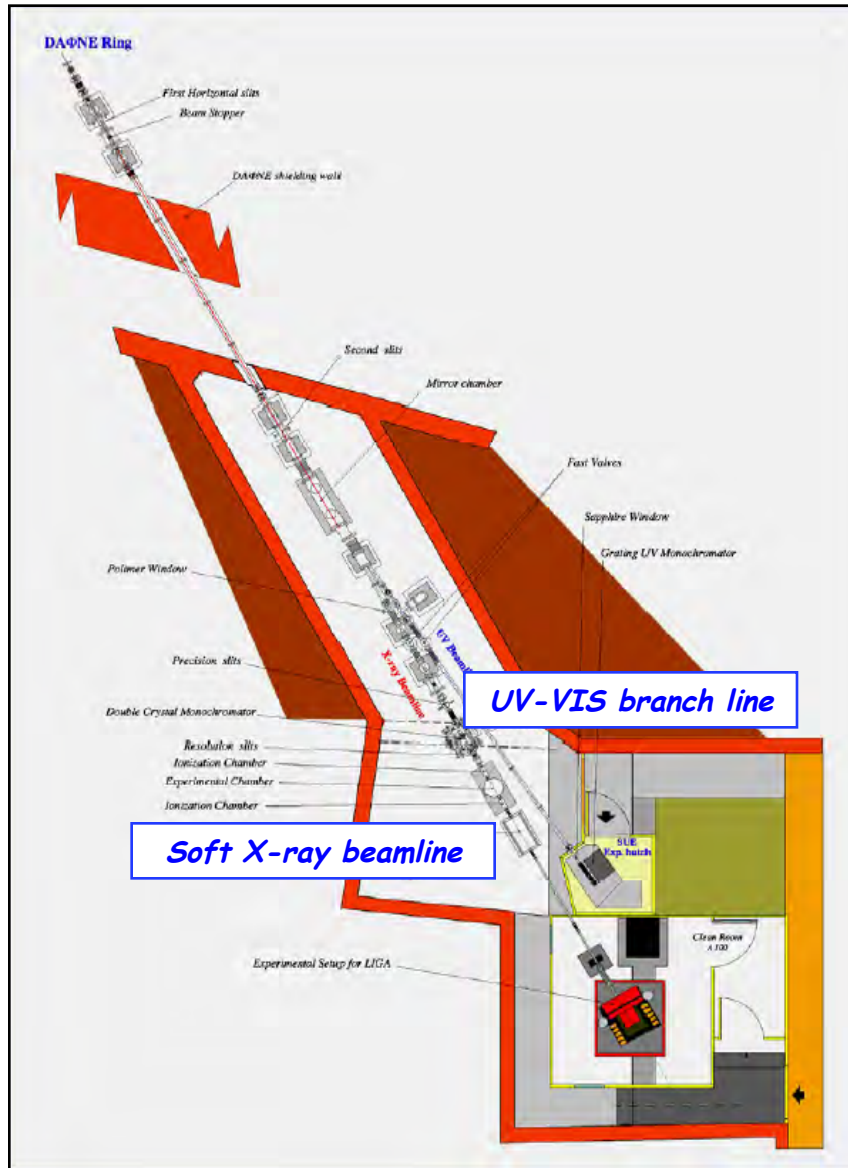 DAΦNE Ring
First Horizontal slits
Beam Stopper
DAΦNE shielding wall
Second slits
Mirror chamber
Fast Valves
Sapphire Window
Grating UV Monochromator
Polimer Window
UV Beamli
X-ray Beamline
Precision slits
UV-VIS branch line
Double Crystal Monochromator
slits
Ionization Chamber
Experimental Chamber
Ionization Chamber
Soft X-ray beamline
SUE
Exp. hutch
Clean Room
Experimental Setup for LIGA